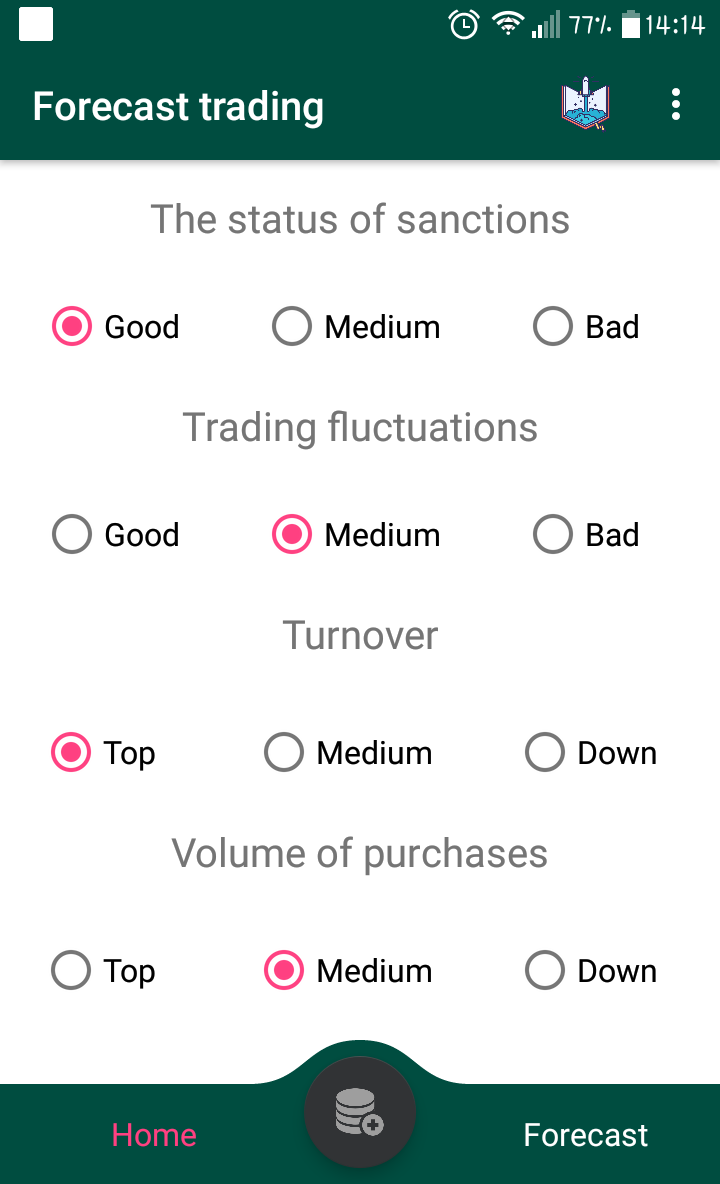 77% 14:14
Forecast trading
The status of sanctions
Good Medium Bad
Trading fluctuations
Good Medium Bad
Turnover
Top Medium Down
Volume of purchases
Top Medium Down
Home Forecast